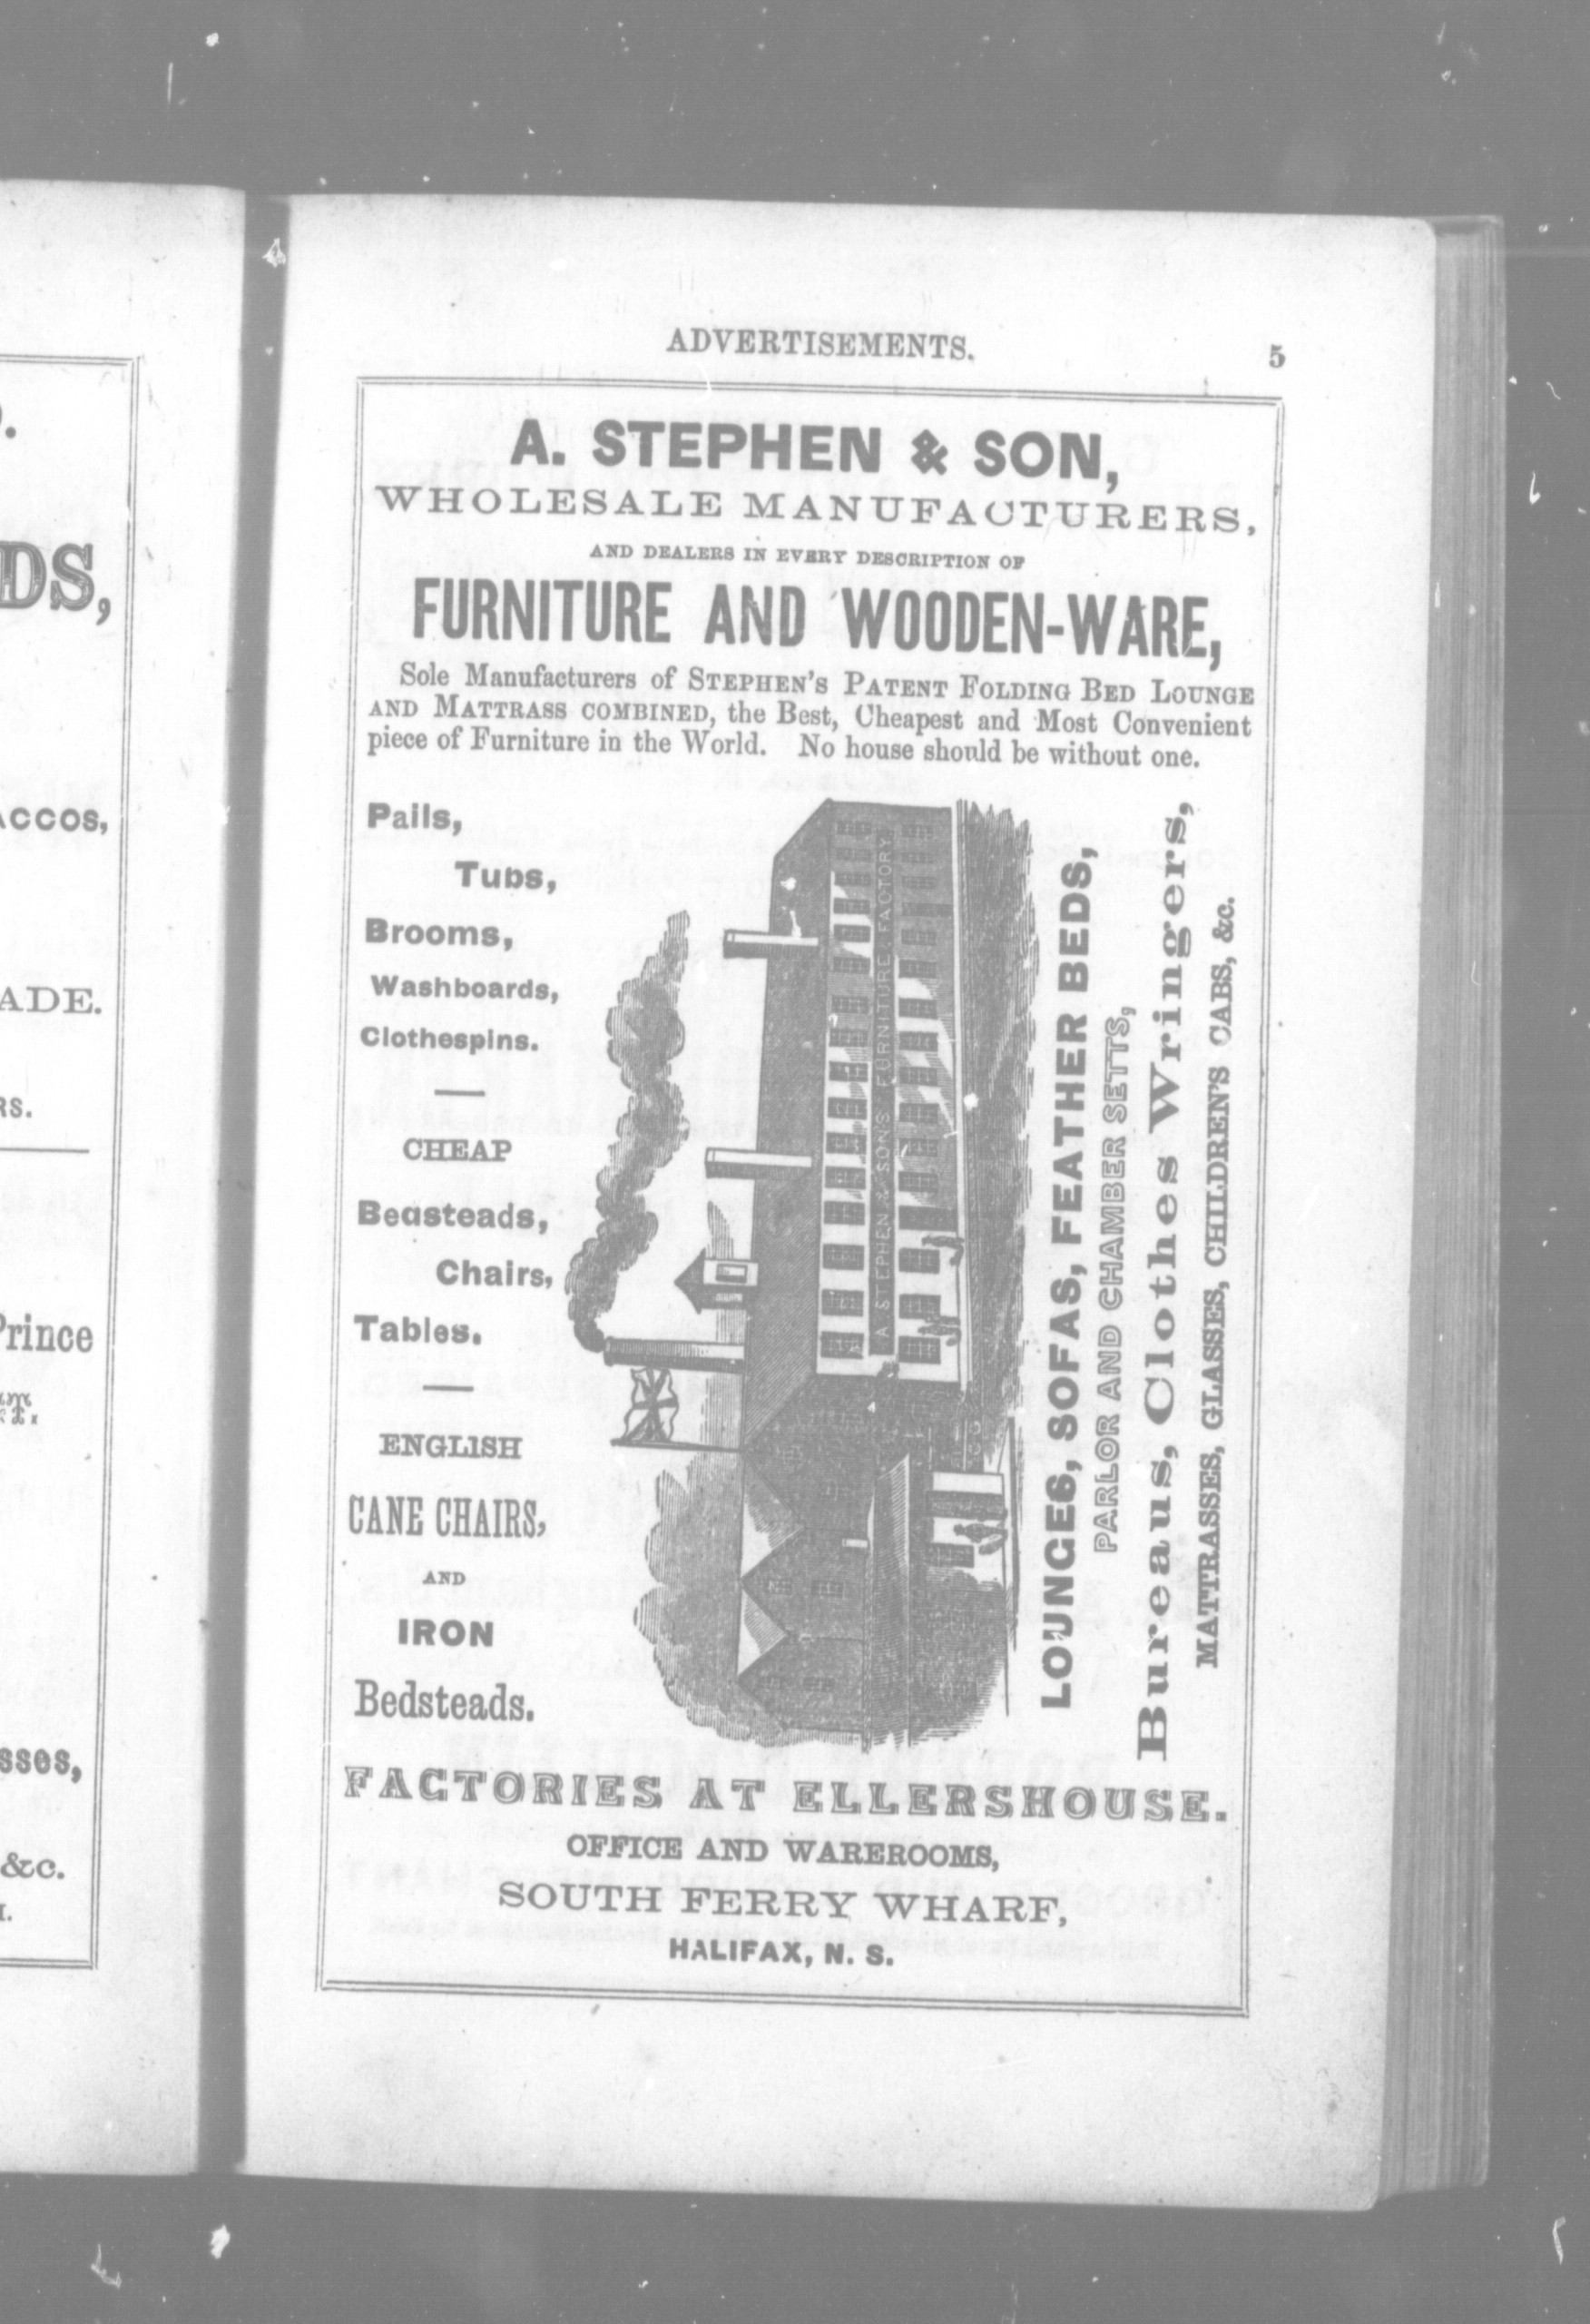 D.
DS,
ACCOS,
ADE.
RS.
Prince
sses,
&c.
ADVERTISEMENTS.
5
A. STEPHEN & SON,
WHOLESALE MANUFACTURERS,
AND DEALERS IN EVERY DESCRIPTION OF
FURNITURE AND WOODEN-WARE,
Sole Manufacturers of STEPHEN'S PATENT FOLDING BED LOUNGE
AND MATTRASS COMBINED, the Best, Cheapest and Most Convenient
piece of Furniture in the World. No house should be without one.
Pails,
Tubs,
Brooms,
Washboards,
Clothespins.
CHEAP
Bedsteads,
Chairs,
Tables.
ENGLISH
CANE CHAIRS,
AND
IRON
Bedsteads.
A STEPHEN & SON'S FURNITURE FACTORY
LOUNGES, SOFAS, FEATHER BEDS,
PARLOR AND CHAMBER SETTS,
Bureaus, Clothes Wringers,
MATTRASSES, GLASSES, CHILDREN'S CABS, &c.
FACTORIES AT ELLERSHOUSE.
OFFICE AND WAREROOMS,
SOUTH FERRY WHARF,
HALIFAX, N. S.